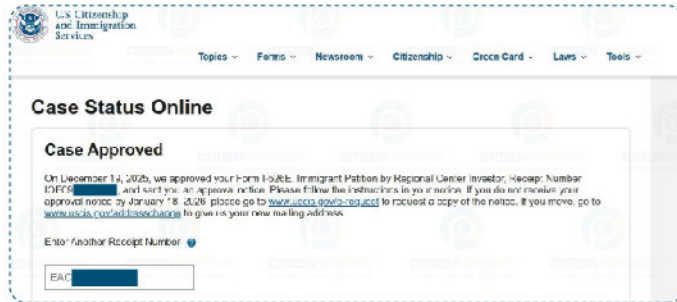 U.S. Citizenship
and Immigration
Services
Topics Forms Newsroom Citizenship Green Card Laws Tools
Case Status Online
Case Approved
On December 19, 2025, we approved your Form I-526E, Immigrant Petition by Regional Center Investor, Receipt Number
IOE09, and sent you an approval notice. Please follow the instructions in your notice. If you do not receive your
approval notice by January 18, 2026, please go to www.uscis.gov/e-request to request a copy of the notice. If you move, go to
www.uscis.gov/addresschange to give us your new mailing address.
Enter Another Receipt Number
EAC